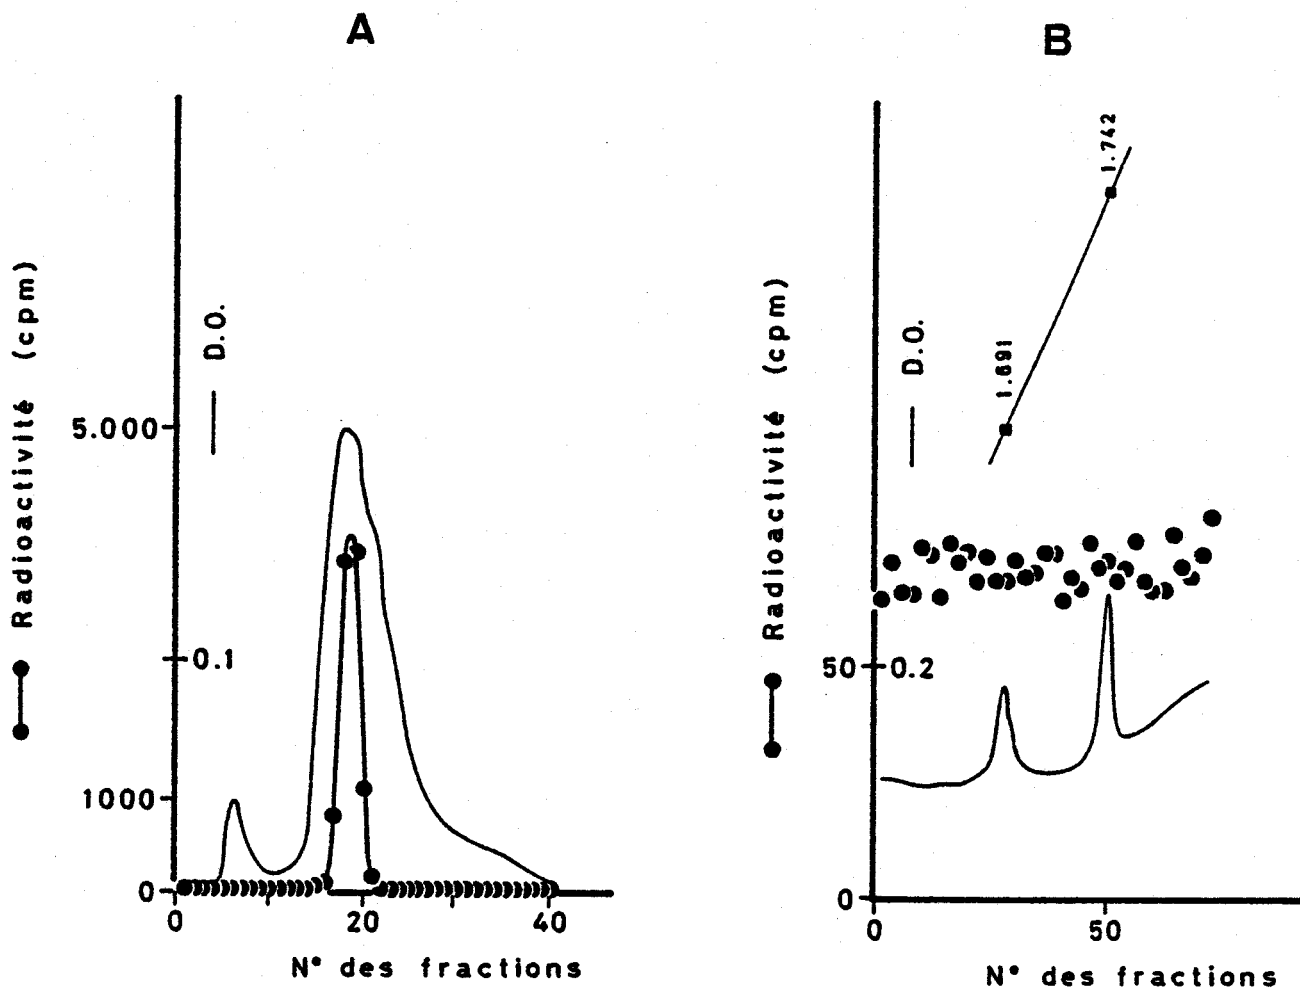 A
Radioactivité (cpm)
D.O.
5.000
0.1
1000
0
0
20
40
N° des fractions
B
Radioactivité (cpm)
D.O.
1.691
1.742
50
0.2
0
0
50
N° des fractions